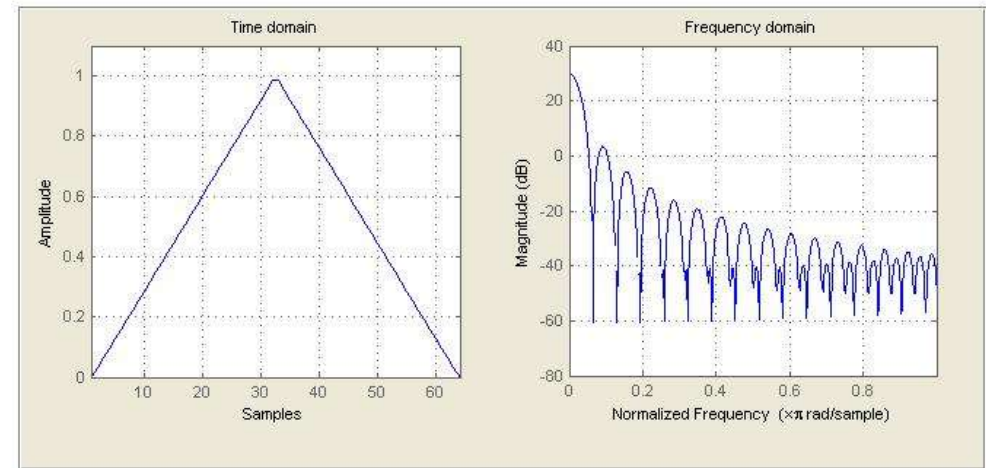 Time domain
1
0.8
0.6
0.4
0.2
0
Amplitude
10 20 30 40 50 60
Samples
Frequency domain
40
20
0
-20
-40
-60
-80
Magnitude (dB)
0 0.2 0.4 0.6 0.8
Normalized Frequency (×π rad/sample)